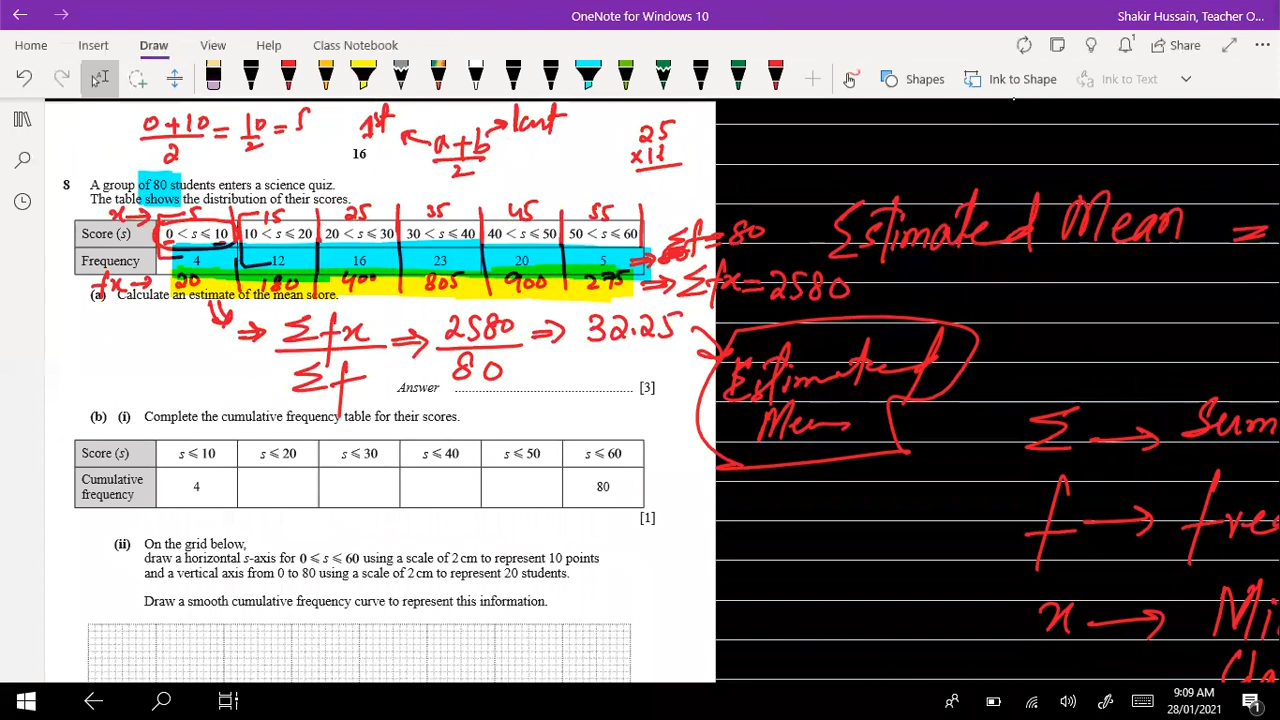 OneNote for Windows 10
Shakir Hussain, Teacher O...
Home Insert Draw View Help Class Notebook
Share
Shapes Ink to Shape Ink to Text
0+10/2 = 10/2 = 5 1st a+b/2 last
25
x16
16
8 A group of 80 students enters a science quiz.
The table shows the distribution of their scores.
x→ 5 15 25 35 45 55
Score (s) 0 < s ⩽ 10 10 < s ⩽ 20 20 < s ⩽ 30 30 < s ⩽ 40 40 < s ⩽ 50 50 < s ⩽ 60
Σf=80
Frequency 4 12 16 23 20 5
fx→ 20 180 400 805 900 275 ⇒ Σfx=2580
(a) Calculate an estimate of the mean score.
⇒ Σfx/Σf ⇒ 2580/80 ⇒ 32.25
Answer ............................................................ [3]
Estimated Mean =
Estimated
Mean
Σ → Sum
f →
x →
(b) (i) Complete the cumulative frequency table for their scores.
Score (s) s ⩽ 10 s ⩽ 20 s ⩽ 30 s ⩽ 40 s ⩽ 50 s ⩽ 60
Cumulative
frequency 4 80
[1]
(ii) On the grid below,
draw a horizontal s-axis for 0 ⩽ s ⩽ 60 using a scale of 2 cm to represent 10 points
and a vertical axis from 0 to 80 using a scale of 2 cm to represent 20 students.
Draw a smooth cumulative frequency curve to represent this information.
9:09 AM
28/01/2021